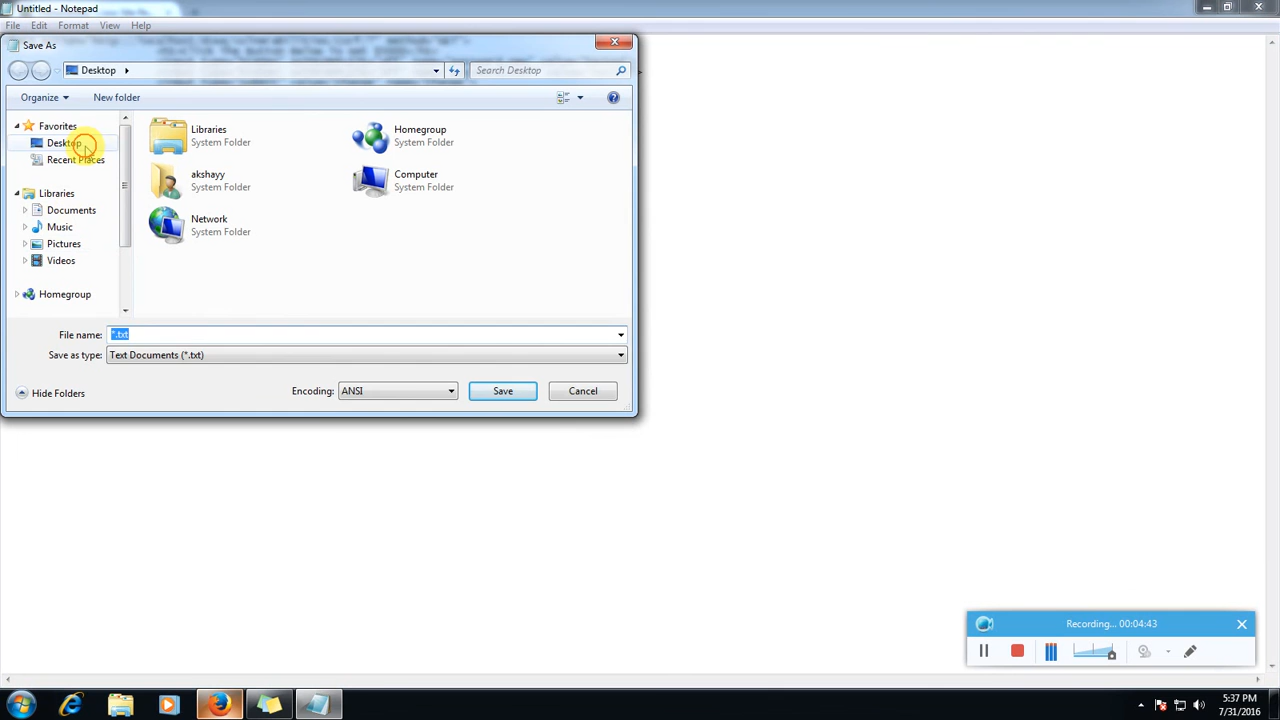 Untitled - Notepad
File Edit Format View Help
Save As
Desktop
Search Desktop
Organize New folder
Favorites
Desktop
Recent Places
Libraries
Documents
Music
Pictures
Videos
Homegroup
Libraries
System Folder
Homegroup
System Folder
akshayy
System Folder
Computer
System Folder
Network
System Folder
File name: *.txt
Save as type: Text Documents (*.txt)
Hide Folders
Encoding: ANSI Save Cancel
Recording... 00:04:43
5:37 PM
7/31/2016